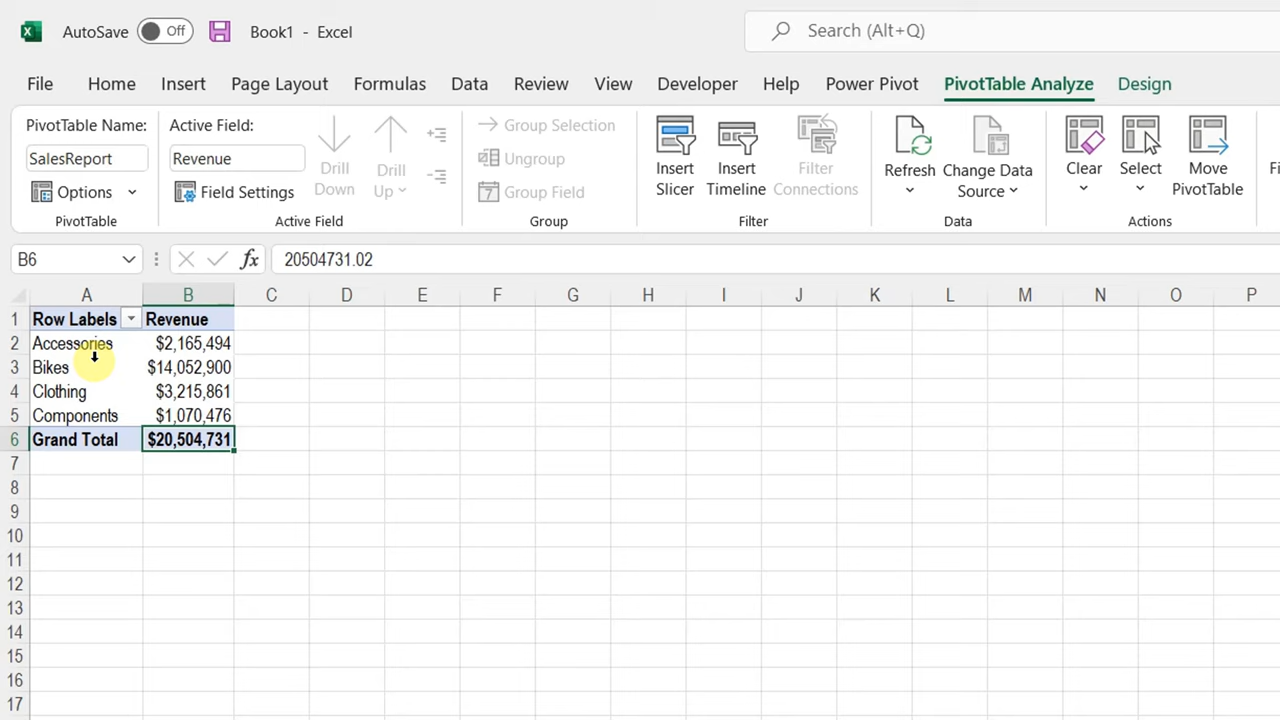 AutoSave Off Book1 - Excel Search (Alt+Q)
File Home Insert Page Layout Formulas Data Review View Developer Help Power Pivot PivotTable Analyze Design
PivotTable Name:
SalesReport
Options
PivotTable
Active Field:
Revenue
Field Settings
Drill
Down
Drill
Up
Active Field
Group Selection
Ungroup
7 Group Field
Group
Insert
Slicer
Insert
Timeline
Filter
Connections
Filter
Refresh
Change Data
Source
Data
Clear
Select
Move
PivotTable
Actions
B6 fx 20504731.02
A B C D E F G H I J K L M N O P
1 Row Labels Revenue
2 Accessories $2,165,494
3 Bikes $14,052,900
4 Clothing $3,215,861
5 Components $1,070,476
6 Grand Total $20,504,731
7
8
9
10
11
12
13
14
15
16
17